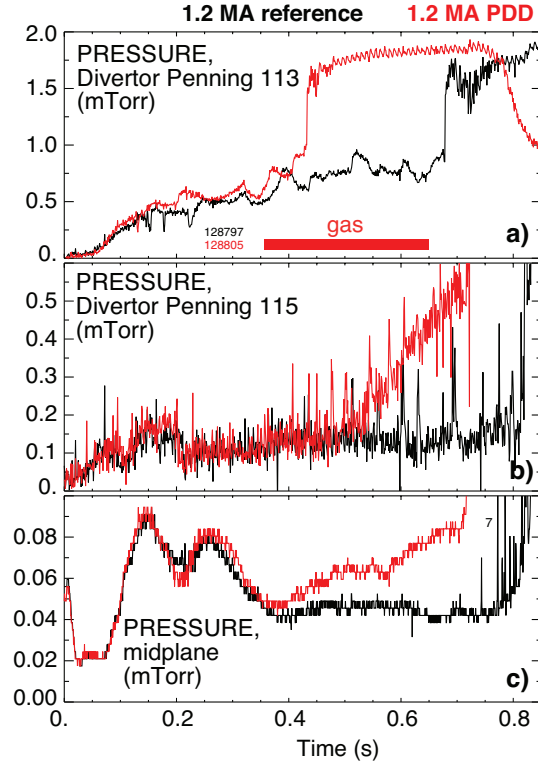 1.2 MA reference 1.2 MA PDD
2.0
PRESSURE,
Divertor Penning 113
(mTorr)
1.5
1.0
0.5
gas
128797
128805
a)
0.
PRESSURE,
Divertor Penning 115
(mTorr)
0.5
0.4
0.3
0.2
0.1
b)
0.
0.08
7
0.06
0.04
PRESSURE,
midplane
(mTorr)
0.02
c)
0.00
0. 0.2 0.4 0.6 0.8
Time (s)